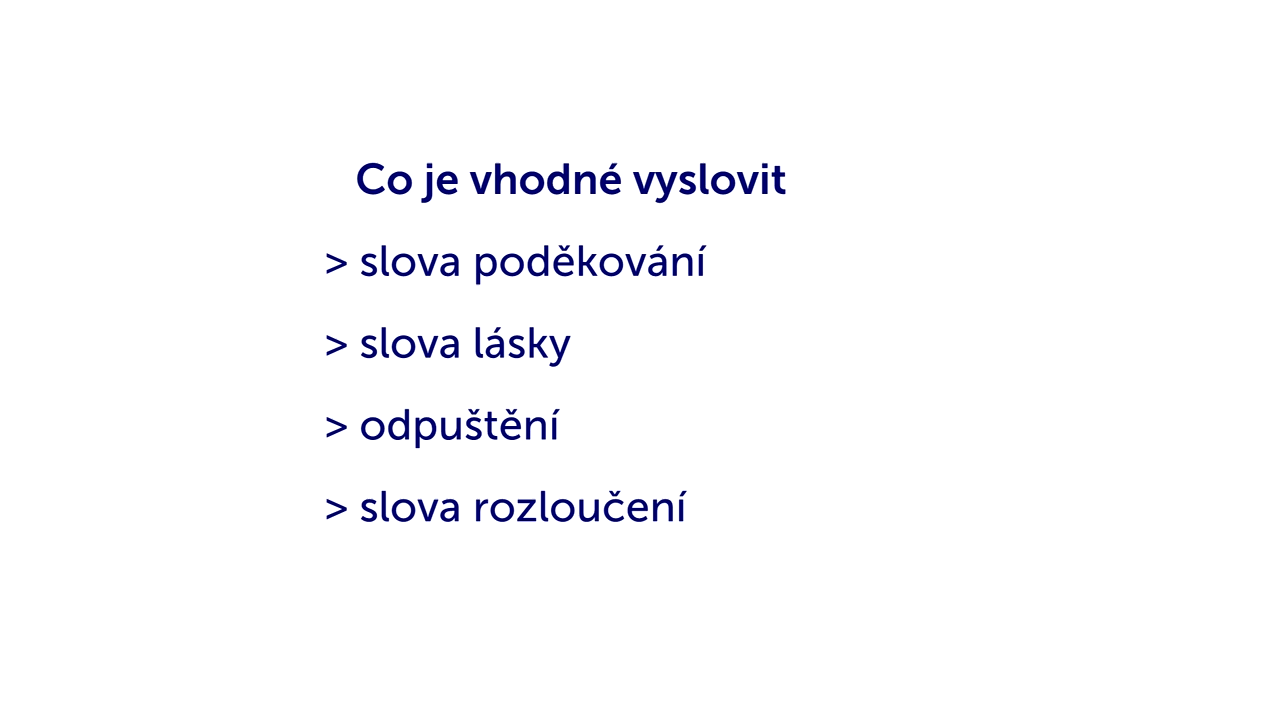 Co je vhodné vyslovit
> slova poděkování
> slova lásky
> odpuštění
> slova rozloučení